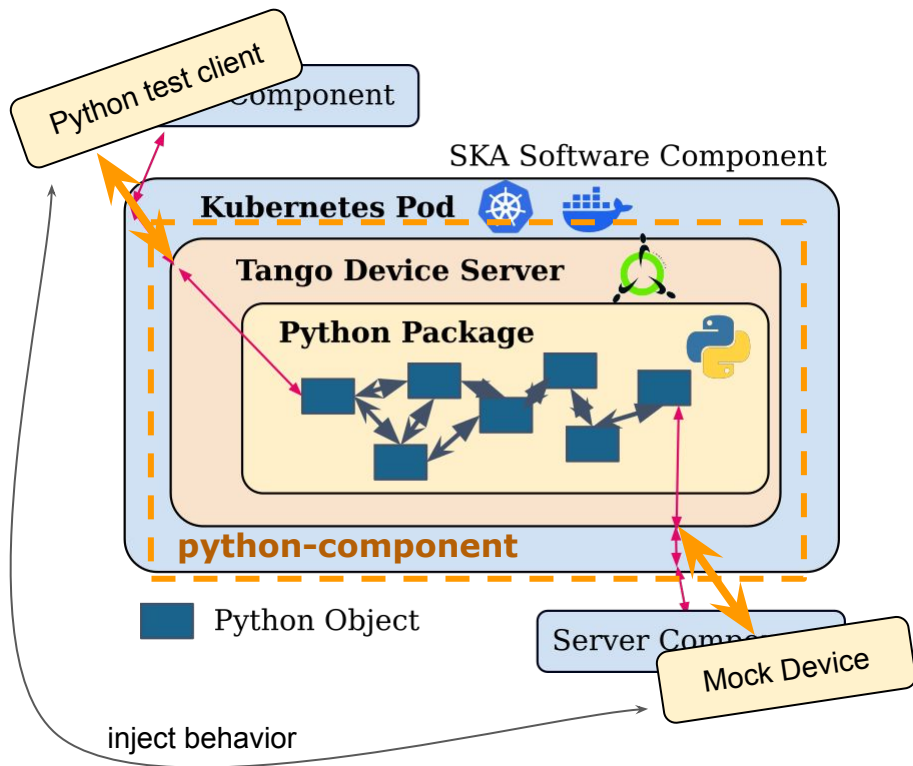 Python test client
Component
SKA Software Component
Kubernetes Pod
Tango Device Server
Python Package
python-component
Python Object
Server Compo
Mock Device
inject behavior